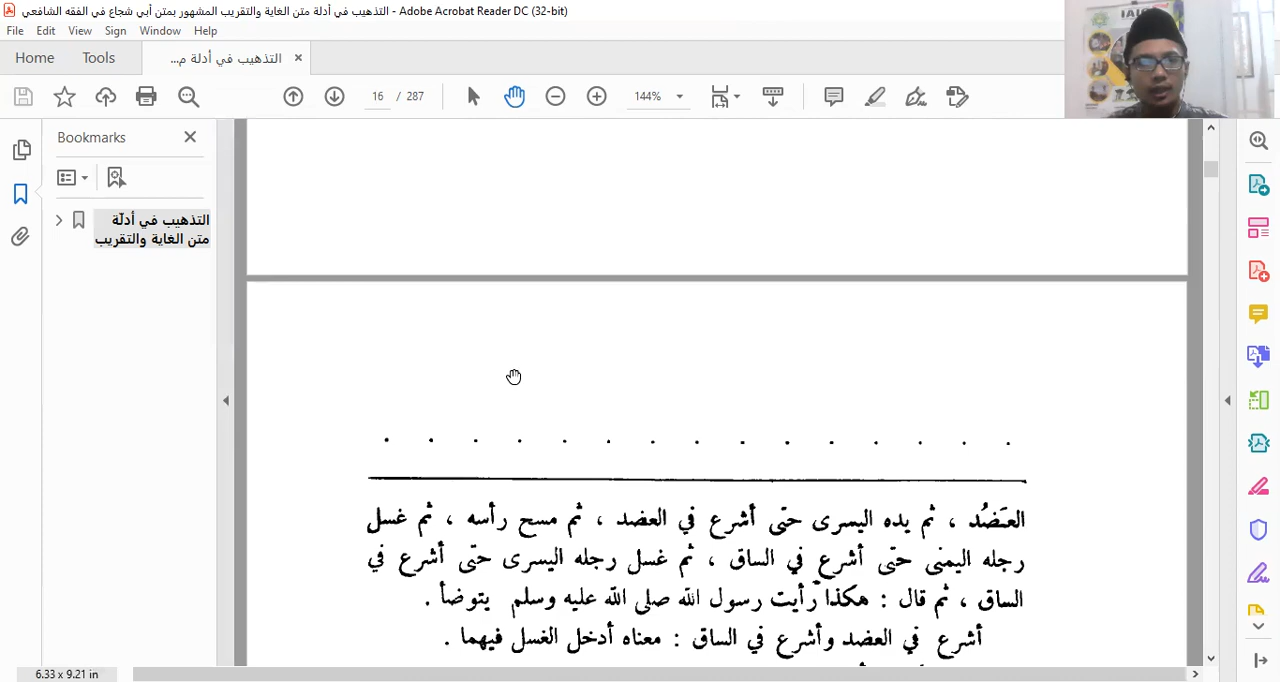 التذهيب في أدلة متن الغاية والتقريب المشهور بمتن أبي شجاع في الفقه الشافعي - Adobe Acrobat Reader DC (32-bit)
File Edit View Sign Window Help
Home Tools التذهيب في أدلة م... ×
16 / 287 144%
Bookmarks
التذهيب في أدلّة
متن الغاية والتقريب
. . . . . . . . . . . . . . .
العَضُد ، ثم يده اليسرى حتى أشرع في العضد ، ثم مسح رأسه ، ثم غسل
رجله اليمنى حتى أشرع في الساق ، ثم غسل رجله اليسرى حتى أشرع في
الساق ، ثم قال : هكذا رأيت رسول الله صلى الله عليه وسلم يتوضأ .
أشرع في العضد وأشرع في الساق : معناه أدخل الغسل فيهما .
6.33 x 9.21 in